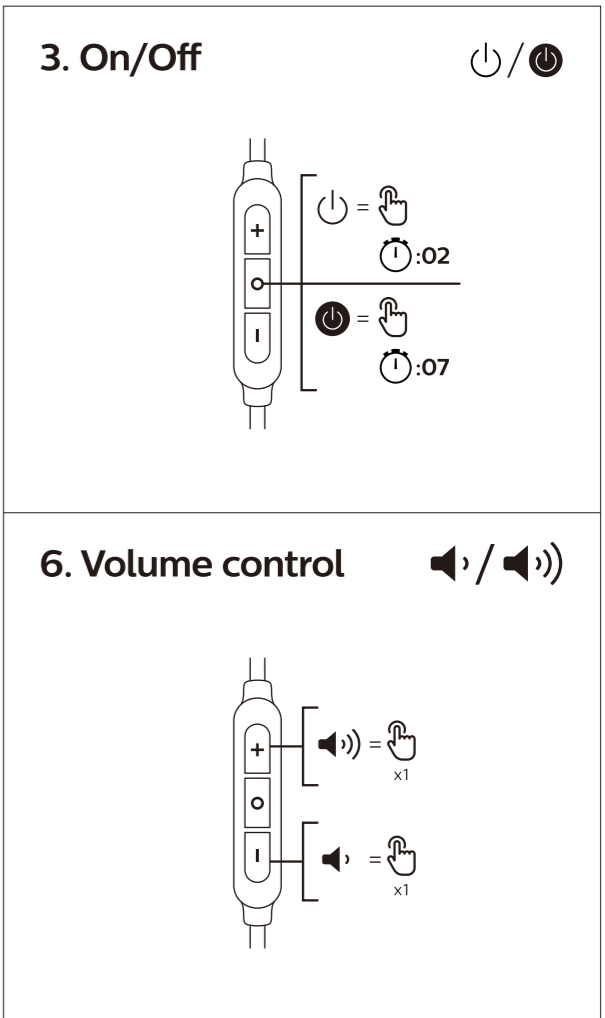 3. On/Off
+
=
:02
=
:07
6. Volume control
+
=
x1
=
x1